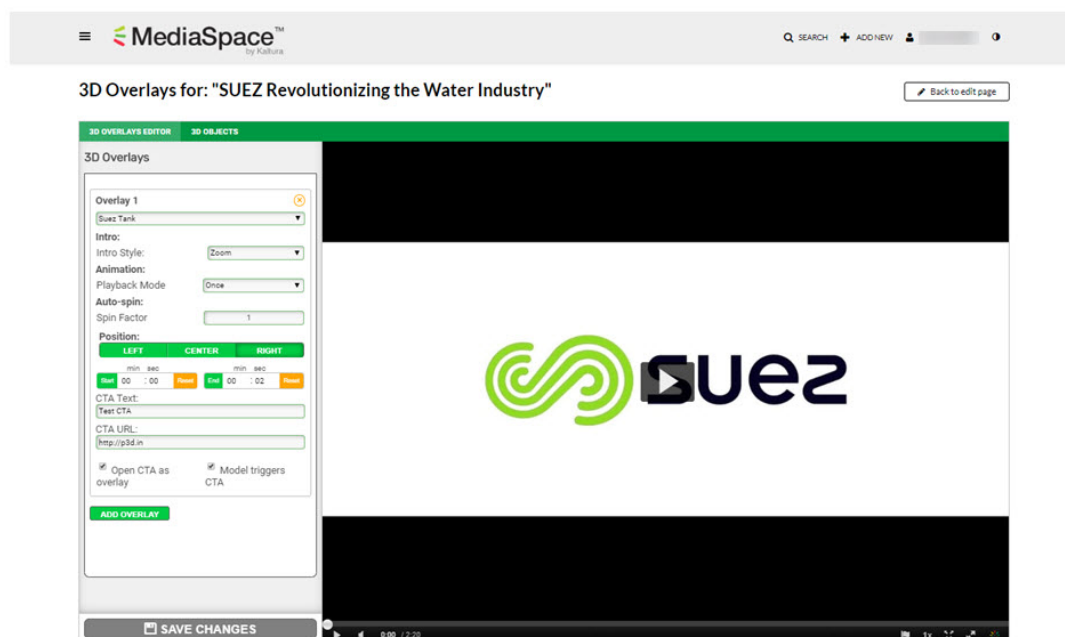 MediaSpace™
by Kaltura
SEARCH ADD NEW
3D Overlays for: "SUEZ Revolutionizing the Water Industry"
Back to edit page
3D OVERLAYS EDITOR 3D OBJECTS
3D Overlays
Overlay 1
Suez Tank
Intro:
Intro Style: Zoom
Animation:
Playback Mode Once
Auto-spin:
Spin Factor 1
Position:
LEFT CENTER RIGHT
min sec min sec
Start 00 : 00 Reset End 00 : 02 Reset
CTA Text:
Test CTA
CTA URL:
http://p3d.in
Open CTA as overlay
Model triggers CTA
ADD OVERLAY
SAVE CHANGES
suez
0:00 / 2:20
1x